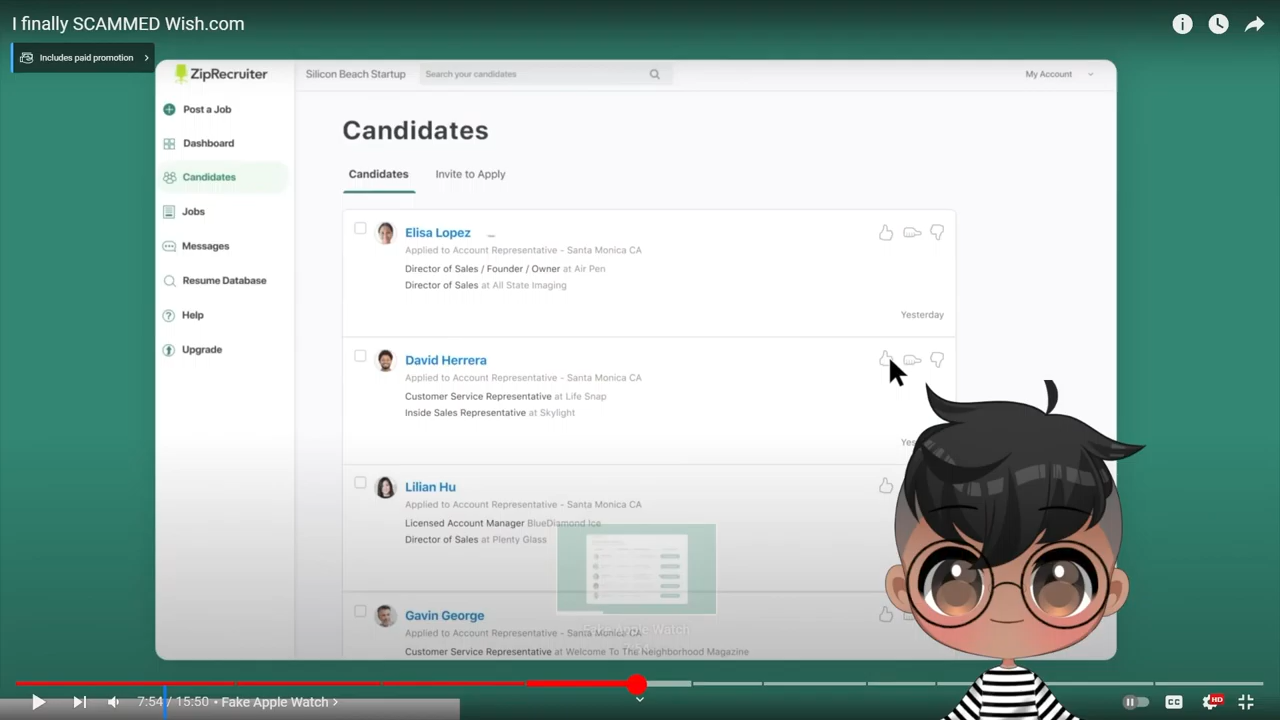 I finally SCAMMED Wish.com
Includes paid promotion
ZipRecruiter
Silicon Beach Startup
Search your candidates
My Account
Post a Job
Dashboard
Candidates
Jobs
Messages
Resume Database
Help
Upgrade
Candidates
Candidates
Invite to Apply
Elisa Lopez
Applied to Account Representative - Santa Monica CA
Director of Sales / Founder / Owner at Air Pen
Director of Sales at All State Imaging
Yesterday
David Herrera
Applied to Account Representative - Santa Monica CA
Customer Service Representative at Life Snap
Inside Sales Representative at Skylight
Lilian Hu
Applied to Account Representative - Santa Monica CA
Licensed Account Manager BlueDiamond Ice
Director of Sales at Plenty Glass
Gavin George
Applied to Account Representative - Santa Monica CA
Fake Apple Watch
Customer Service Representative at Welcome To The Neighborhood Magazine
7:54 / 15:50 • Fake Apple Watch
CC
HD